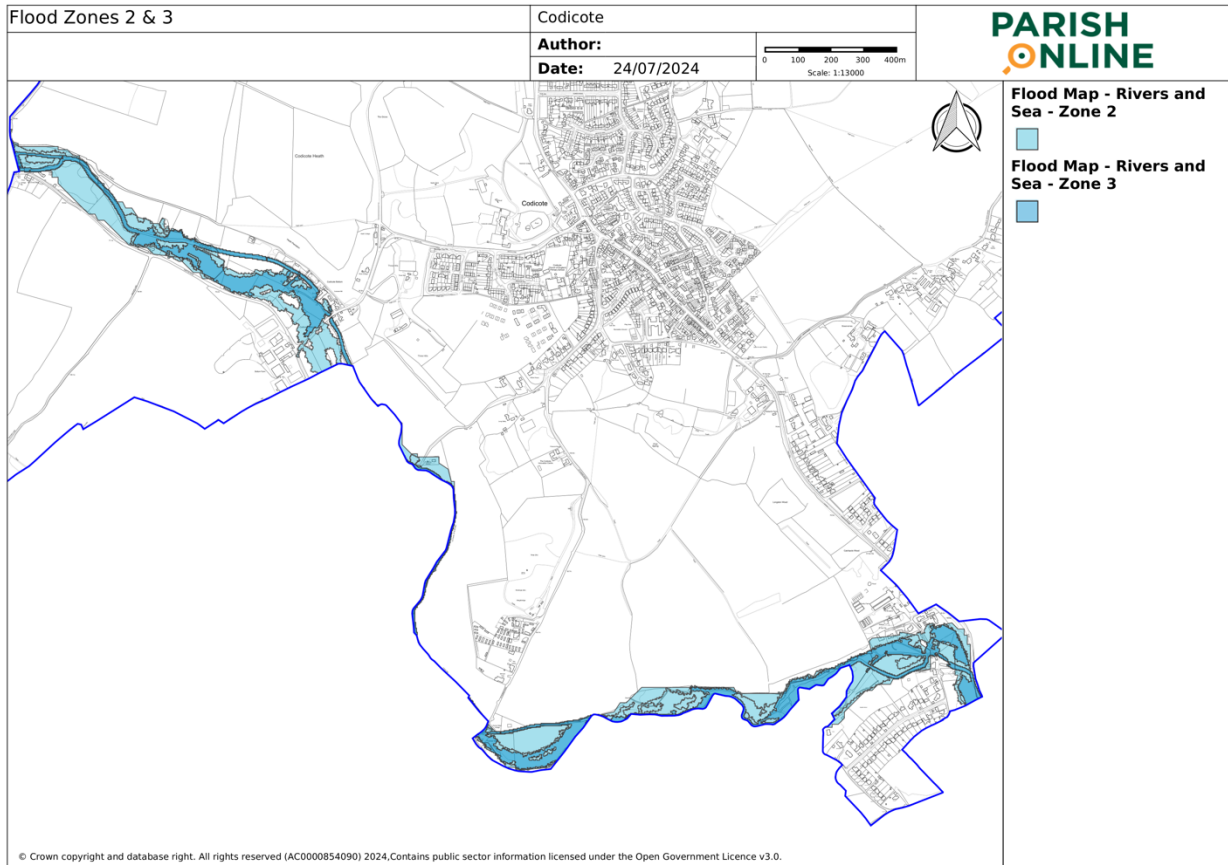 Flood Zones 2 & 3
Codicote
Author:
Date: 24/07/2024
0 100 200 300 400m
Scale: 1:13000
PARISH
ONLINE
Flood Map - Rivers and
Sea - Zone 2
Flood Map - Rivers and
Sea - Zone 3
Codicote Heath
Codicote
© Crown copyright and database right. All rights reserved (AC0000854090) 2024,Contains public sector information licensed under the Open Government Licence v3.0.